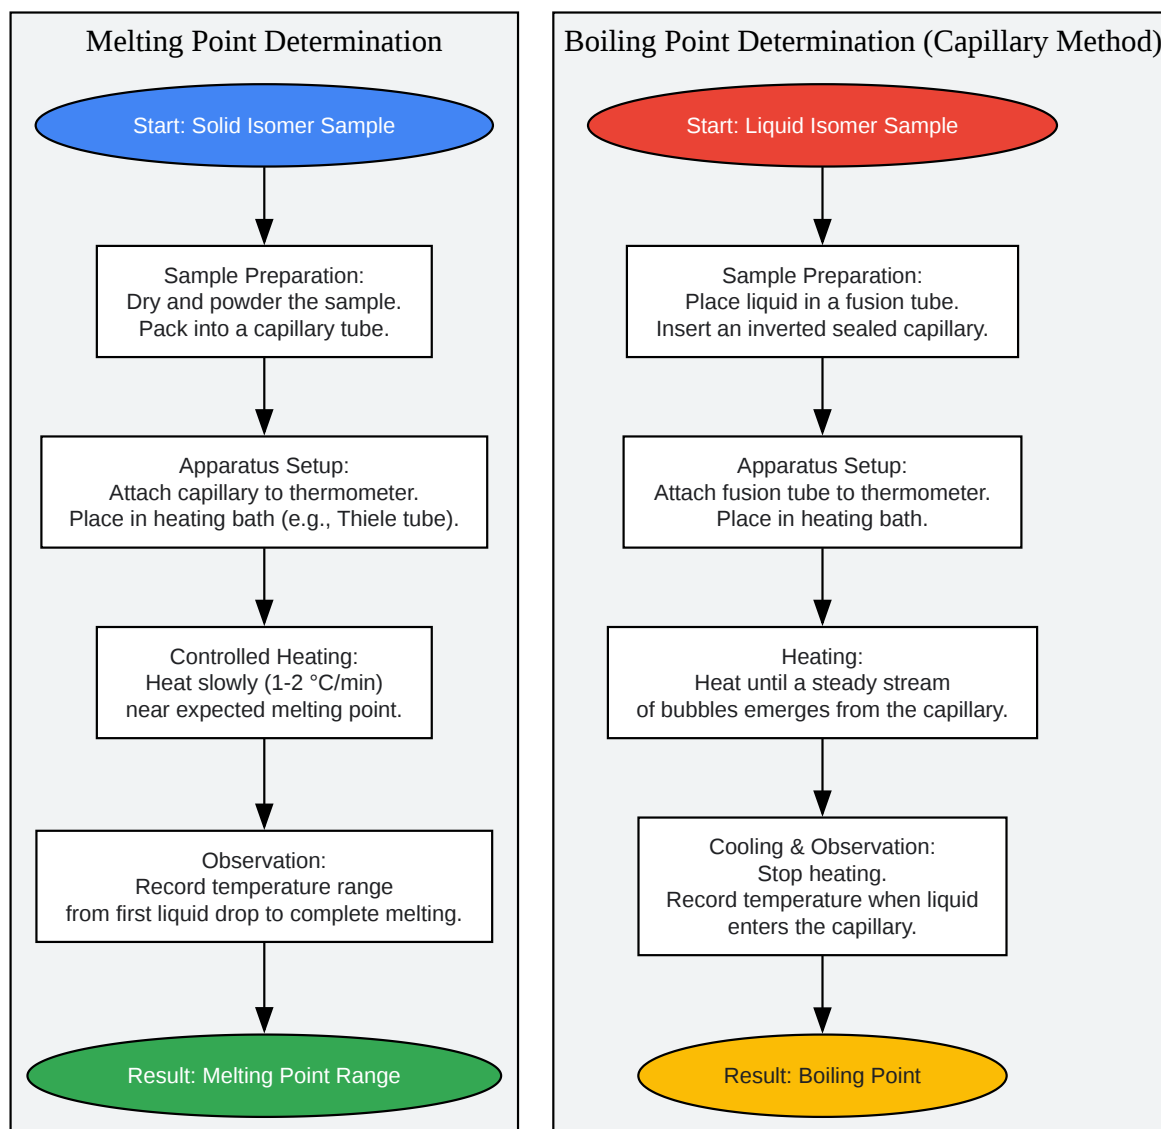 Melting Point Determination
Start: Solid Isomer Sample
Sample Preparation:
Dry and powder the sample.
Pack into a capillary tube.
Apparatus Setup:
Attach capillary to thermometer.
Place in heating bath (e.g., Thiele tube).
Controlled Heating:
Heat slowly (1-2 °C/min)
near expected melting point.
Observation:
Record temperature range
from first liquid drop to complete melting.
Result: Melting Point Range
Boiling Point Determination (Capillary Method)
Start: Liquid Isomer Sample
Sample Preparation:
Place liquid in a fusion tube.
Insert an inverted sealed capillary.
Apparatus Setup:
Attach fusion tube to thermometer.
Place in heating bath.
Heating:
Heat until a steady stream
of bubbles emerges from the capillary.
Cooling & Observation:
Stop heating.
Record temperature when liquid
enters the capillary.
Result: Boiling Point